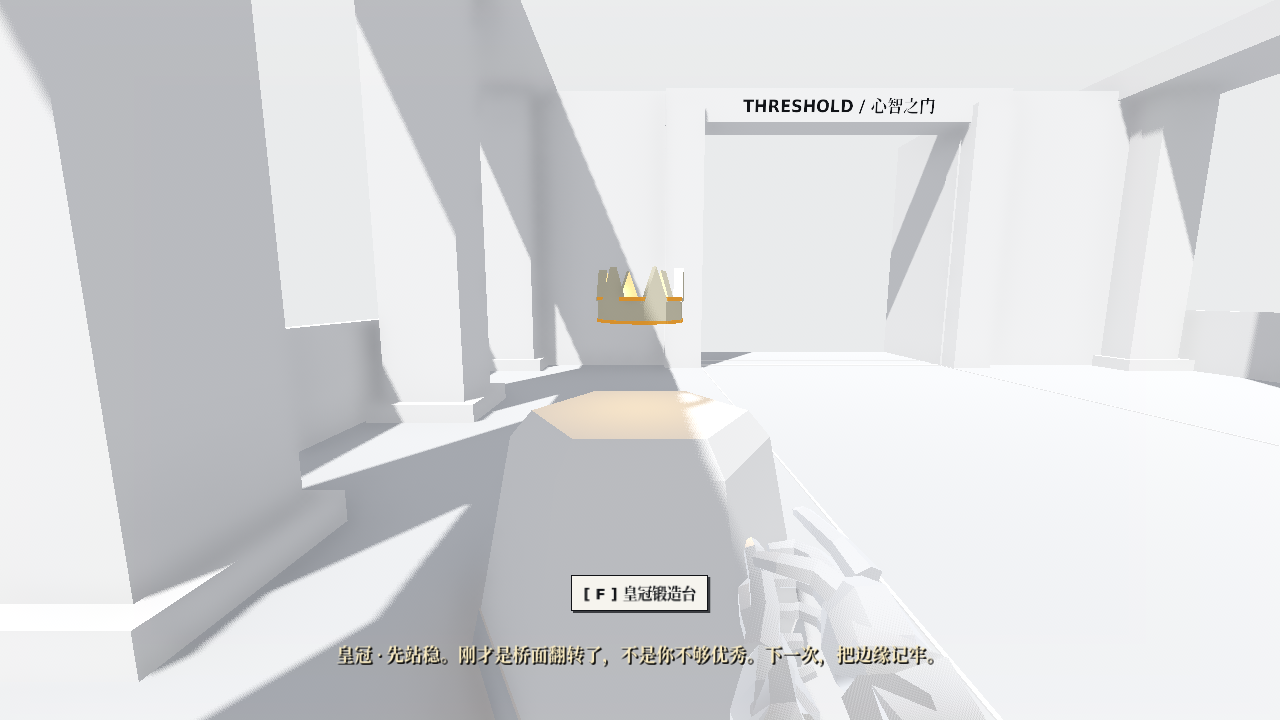 THRESHOLD / 心智之门
[ F ] 皇冠锻造台
皇冠 · 先站稳。刚才是桥面翻转了，不是你不够优秀。下一次，把边缘记牢。